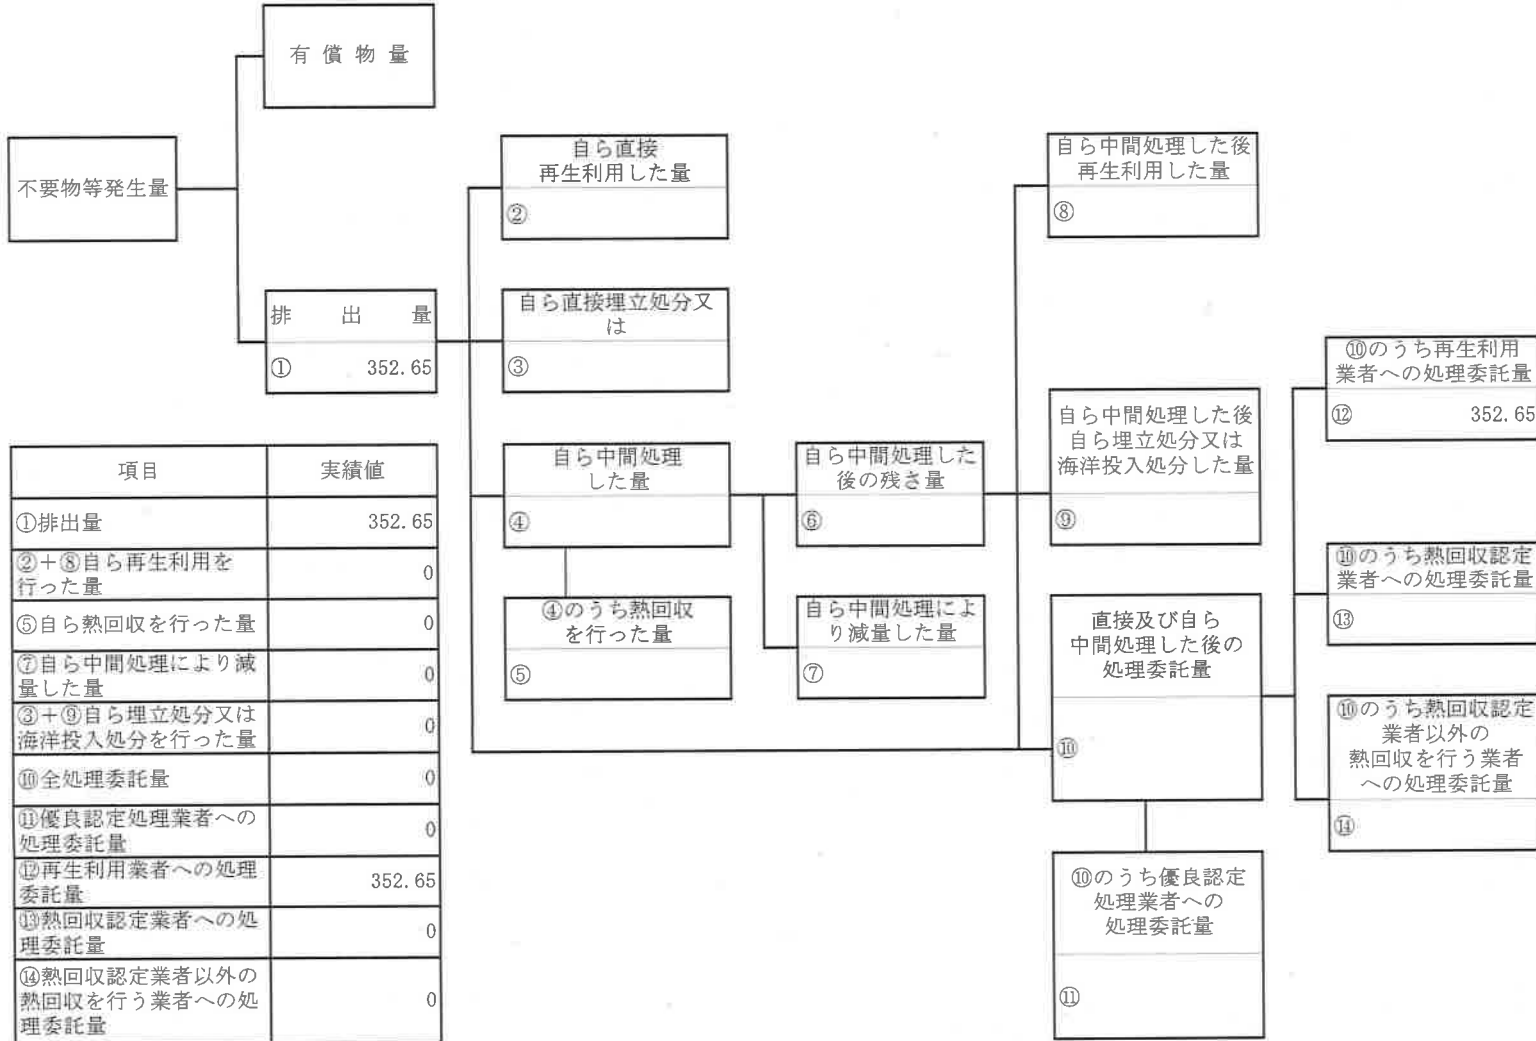 有償物量
不要物等発生量
排出量
① 352.65
自ら直接
再生利用した量
②
自ら直接埋立処分又
は
③
自ら中間処理
した量
④
④のうち熱回収
を行った量
⑤
自ら中間処理した
後の残さ量
⑥
自ら中間処理によ
り減量した量
⑦
自ら中間処理した後
再生利用した量
⑧
自ら中間処理した後
自ら埋立処分又は
海洋投入処分した量
⑨
直接及び自ら
中間処理した後の
処理委託量
⑩
⑩のうち優良認定
処理業者への
処理委託量
⑪
⑩のうち再生利用
業者への処理委託量
⑫ 352.65
⑩のうち熱回収認定
業者への処理委託量
⑬
⑩のうち熱回収認定
業者以外の
熱回収を行う業者
への処理委託量
⑭
項目 実績値
①排出量 352.65
②+⑧自ら再生利用を
行った量 0
⑤自ら熱回収を行った量 0
⑦自ら中間処理により減
量した量 0
③+⑨自ら埋立処分又は
海洋投入処分を行った量 0
⑩全処理委託量 0
⑪優良認定処理業者への
処理委託量 0
⑫再生利用業者への処理
委託量 352.65
⑬熱回収認定業者への処
理委託量 0
⑭熱回収認定業者以外の
熱回収を行う業者への処
理委託量 0